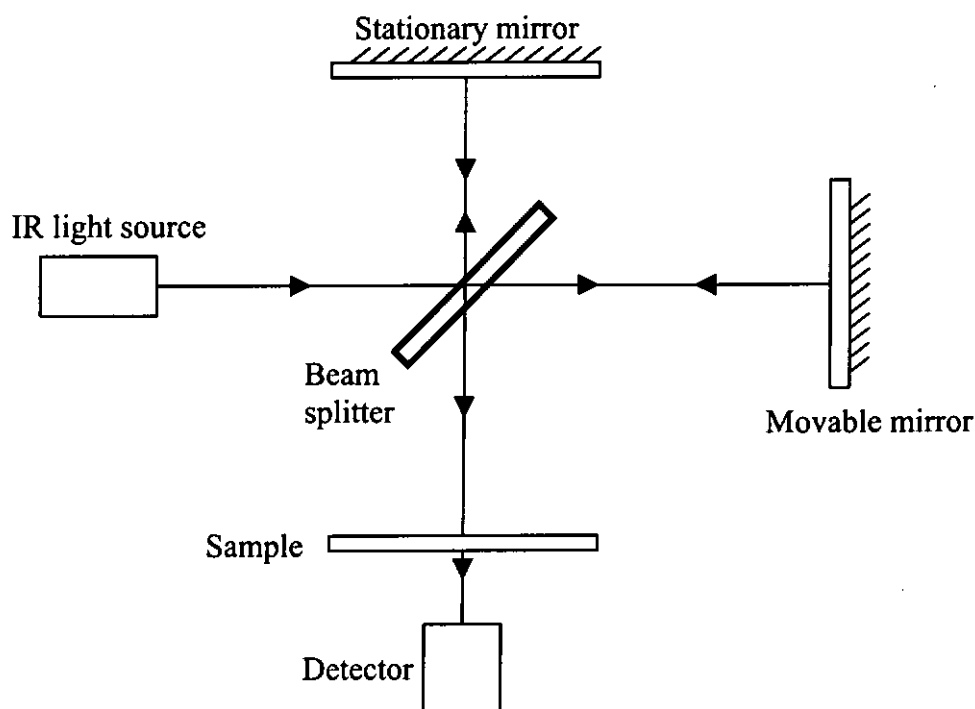 Stationary mirror
IR light source
Beam
splitter
Movable mirror
Sample
Detector